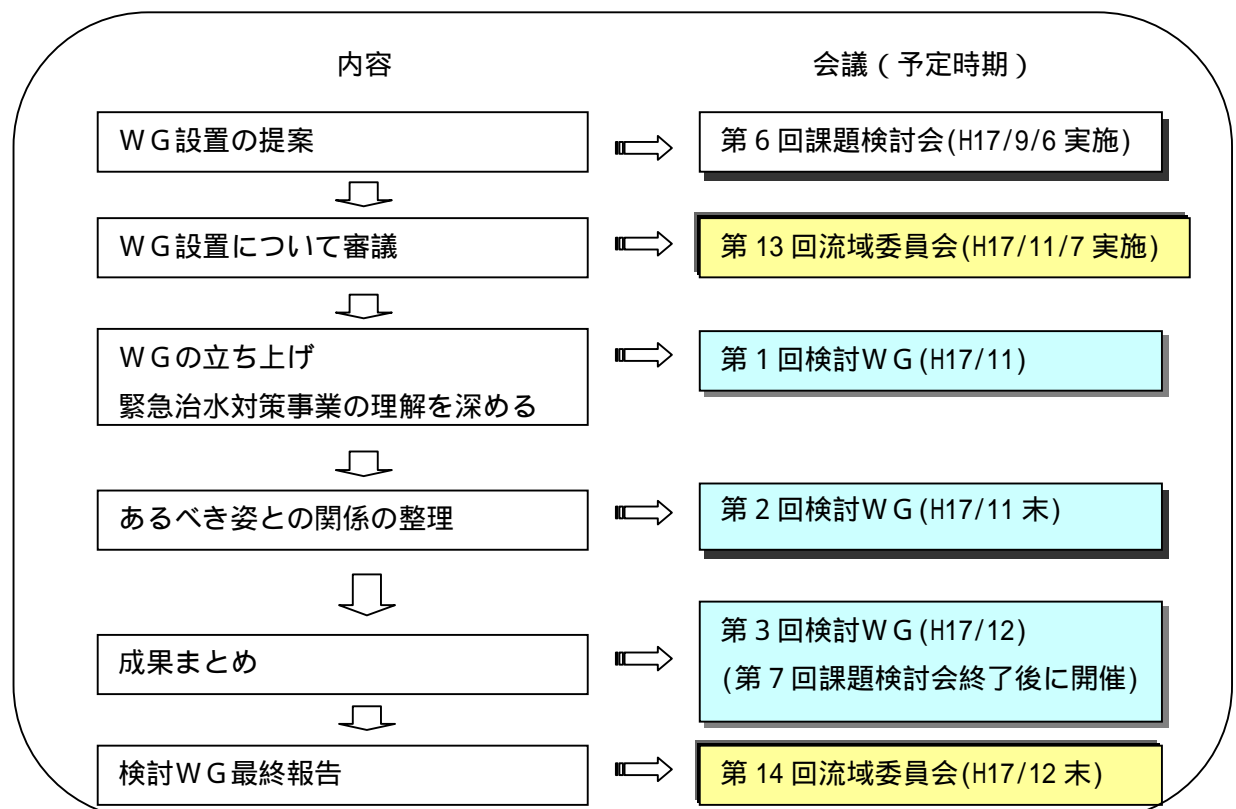 内容
会議（予定時期）
ＷＧ設置の提案
第６回課題検討会(H17/9/6 実施)
ＷＧ設置について審議
第 13 回流域委員会(H17/11/7 実施)
ＷＧの立ち上げ
緊急治水対策事業の理解を深める
第１回検討ＷＧ(H17/11)
あるべき姿との関係の整理
第２回検討ＷＧ(H17/11 末)
成果まとめ
第３回検討ＷＧ(H17/12)
(第７回課題検討会終了後に開催)
検討ＷＧ最終報告
第 14 回流域委員会(H17/12 末)